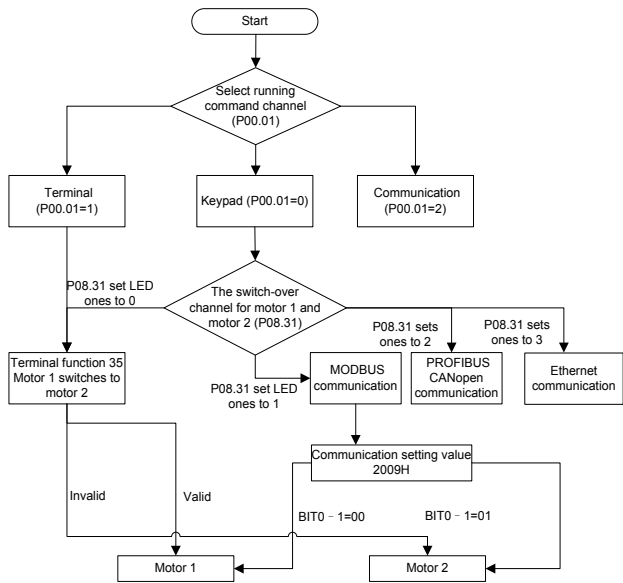 Start
Select running
command channel
(P00.01)
Terminal
(P00.01=1)
Keypad (P00.01=0)
Communication
(P00.01=2)
P08.31 set LED
ones to 0
The switch-over
channel for motor 1 and
motor 2 (P08.31)
P08.31 sets
ones to 2
P08.31 sets
ones to 3
Terminal function 35
Motor 1 switches to
motor 2
P08.31 set LED
ones to 1
MODBUS
communication
PROFIBUS
CANopen
communication
Ethernet
communication
Communication setting value
2009H
Invalid
Valid
BIT0–1=00
BIT0–1=01
Motor 1
Motor 2